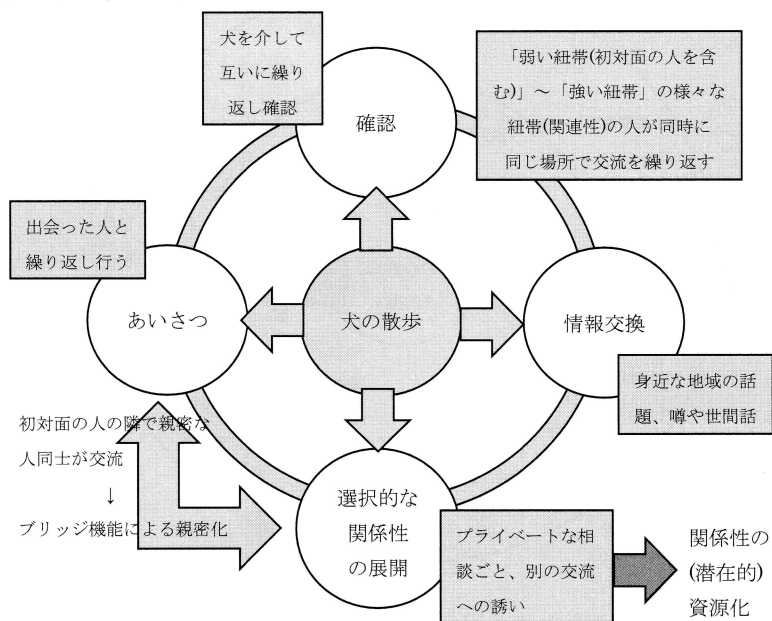 犬を介して
互いに繰り
返し確認
確認
「弱い紐帯(初対面の人を含
む)」～「強い紐帯」の様々な
紐帯(関連性)の人が同時に
同じ場所で交流を繰り返す
出会った人と
繰り返し行う
あいさつ
犬の散歩
情報交換
身近な地域の話
題、噂や世間話
初対面の人の隣で親密な
人同士が交流
↓
ブリッジ機能による親密化
選択的な
関係性
の展開
プライベートな相
談ごと、別の交流
への誘い
関係性の
(潜在的)
資源化